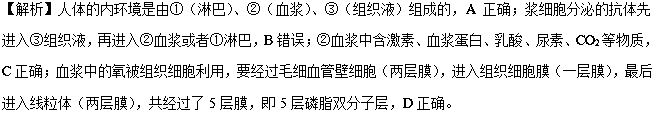 【解析】人体的内环境是由①（淋巴）、②（血浆）、③（组织液）组成的，A 正确；浆细胞分泌的抗体先
进入③组织液，再进入②血浆或者①淋巴，B错误；②血浆中含激素、血浆蛋白、乳酸、尿素、CO₂等物质，
C正确；血浆中的氧被组织细胞利用，要经过毛细血管壁细胞（两层膜），进入组织细胞膜（一层膜），最后
进入线粒体（两层膜），共经过了 5 层膜，即 5 层磷脂双分子层，D正确。